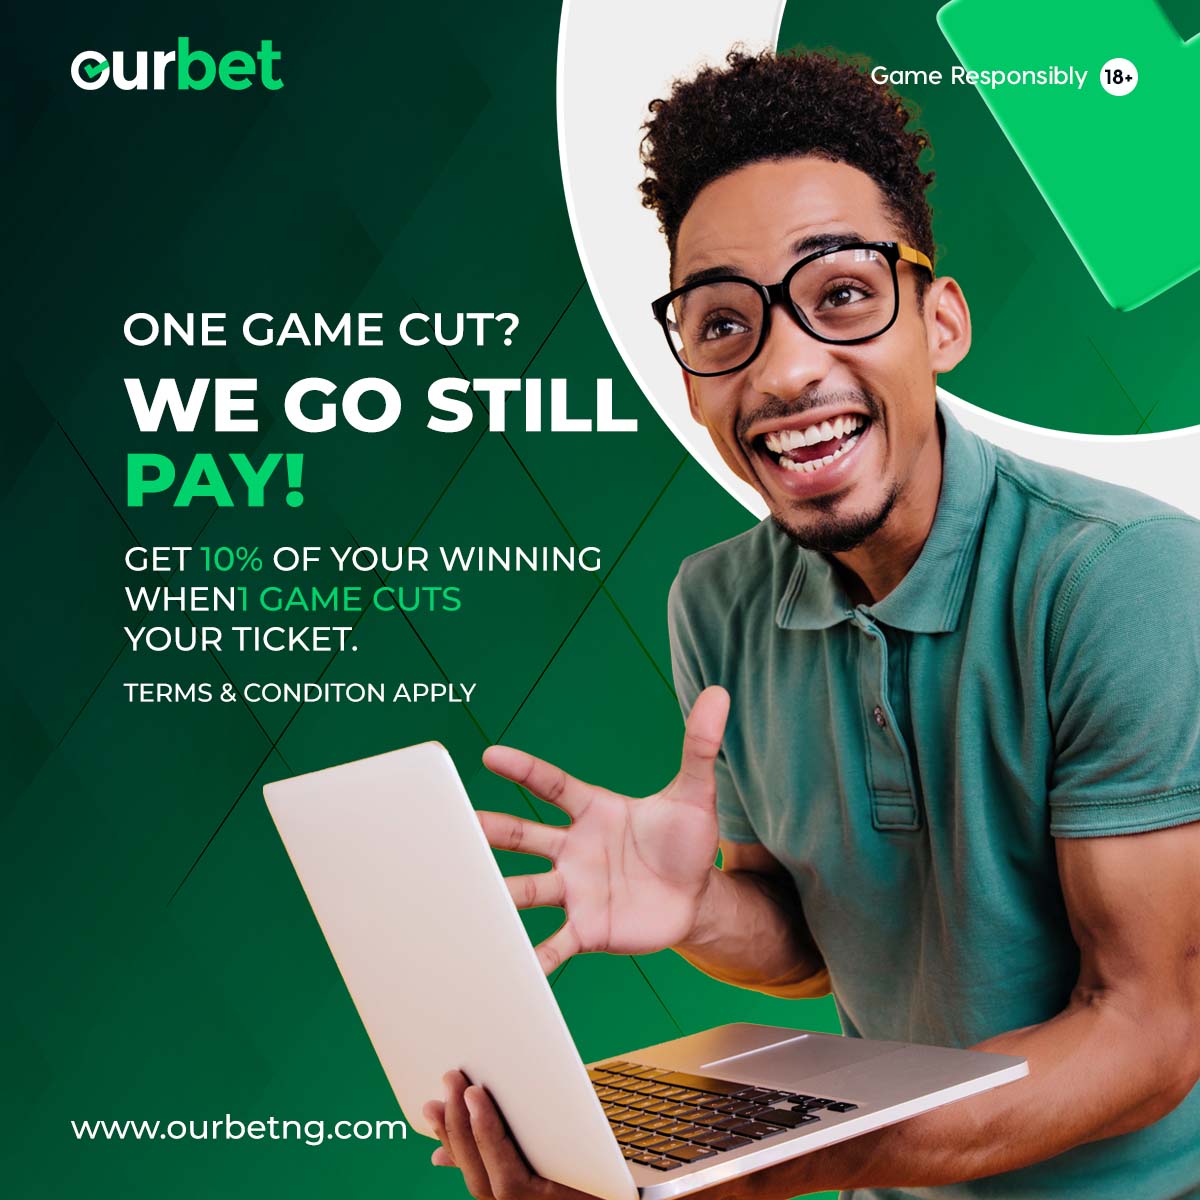 ourbet
Game Responsibly 18+
ONE GAME CUT?
WE GO STILL
PAY!
GET 10% OF YOUR WINNING
WHEN1 GAME CUTS
YOUR TICKET.
TERMS & CONDITON APPLY
www.ourbetng.com